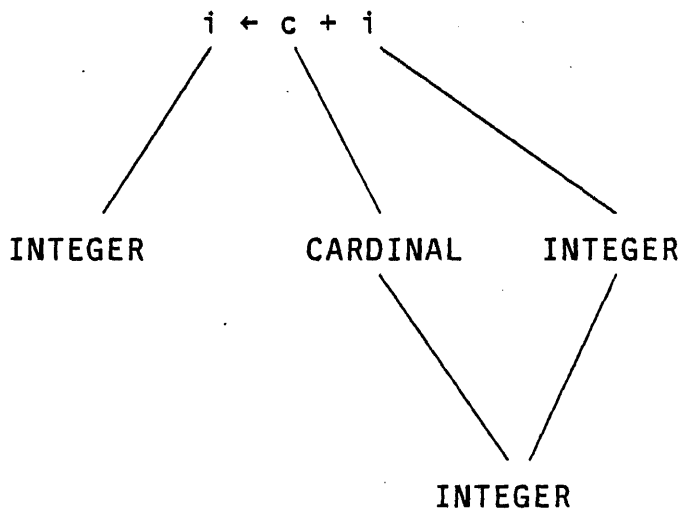 i ← c + i
INTEGER CARDINAL INTEGER
INTEGER